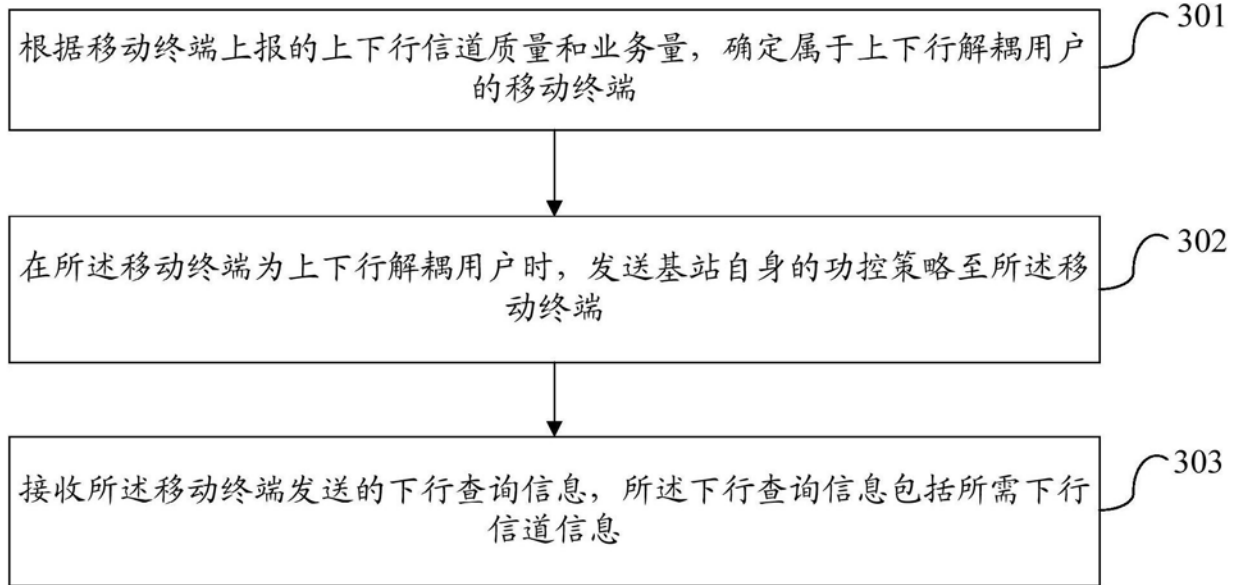 根据移动终端上报的上下行信道质量和业务量，确定属于上下行解耦用户
的移动终端
301
在所述移动终端为上下行解耦用户时，发送基站自身的功控策略至所述移
动终端
302
接收所述移动终端发送的下行查询信息，所述下行查询信息包括所需下行
信道信息
303